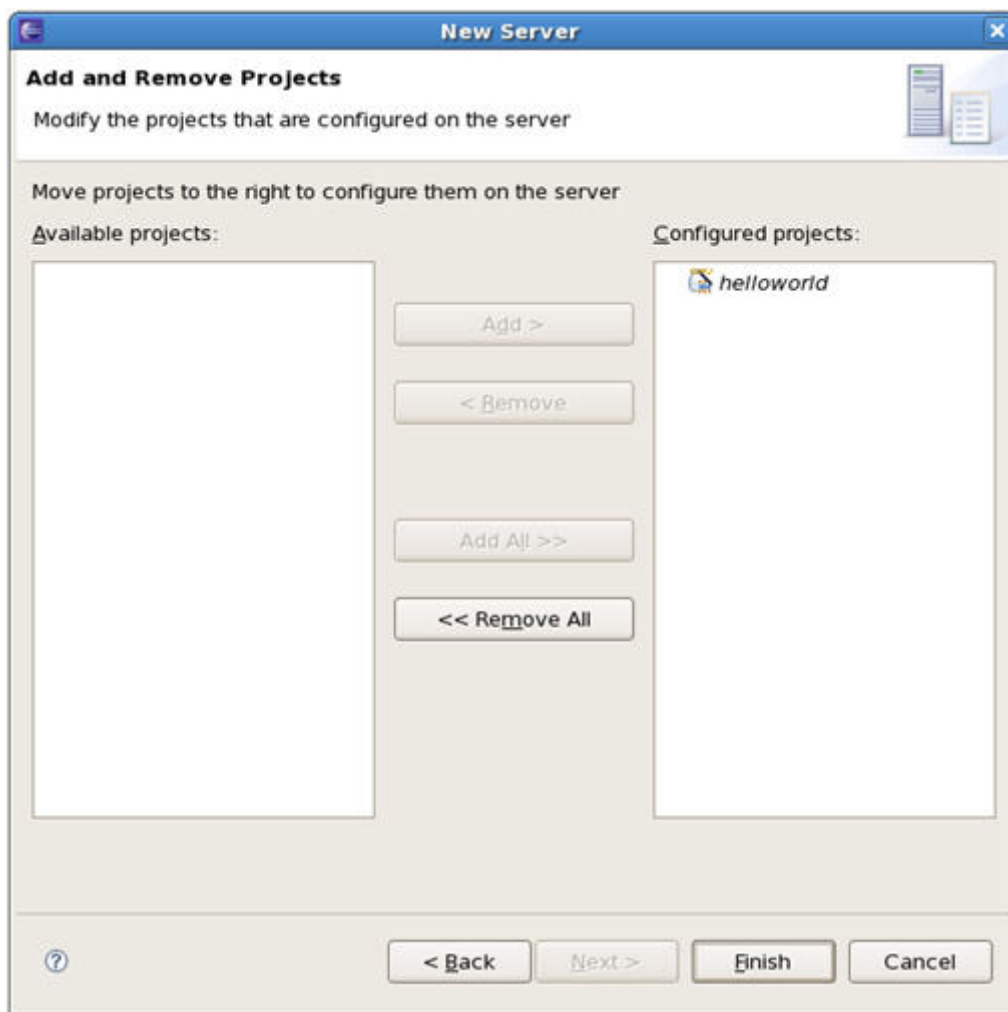 New Server
Add and Remove Projects
Modify the projects that are configured on the server
Move projects to the right to configure them on the server
Available projects:
Configured projects:
helloworld
Add >
< Remove
Add All >>
<< Remove All
?
< Back
Next >
Finish
Cancel